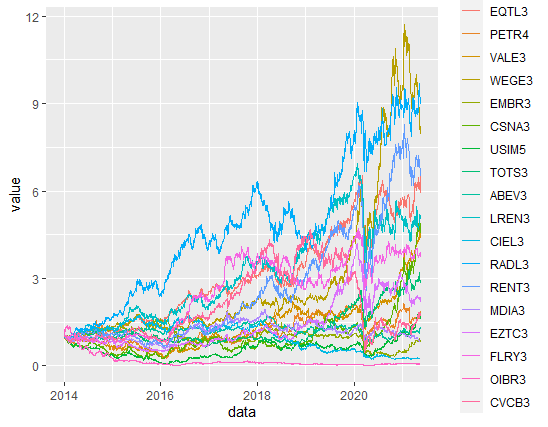 12
9
6
3
0
value
2014
2016
2018
2020
data
EQTL3
PETR4
VALE3
WEGE3
EMBR3
CSNA3
USIM5
TOTS3
ABEV3
LREN3
CIEL3
RADL3
RENT3
MDIA3
EZTC3
FLRY3
OIBR3
CVCB3